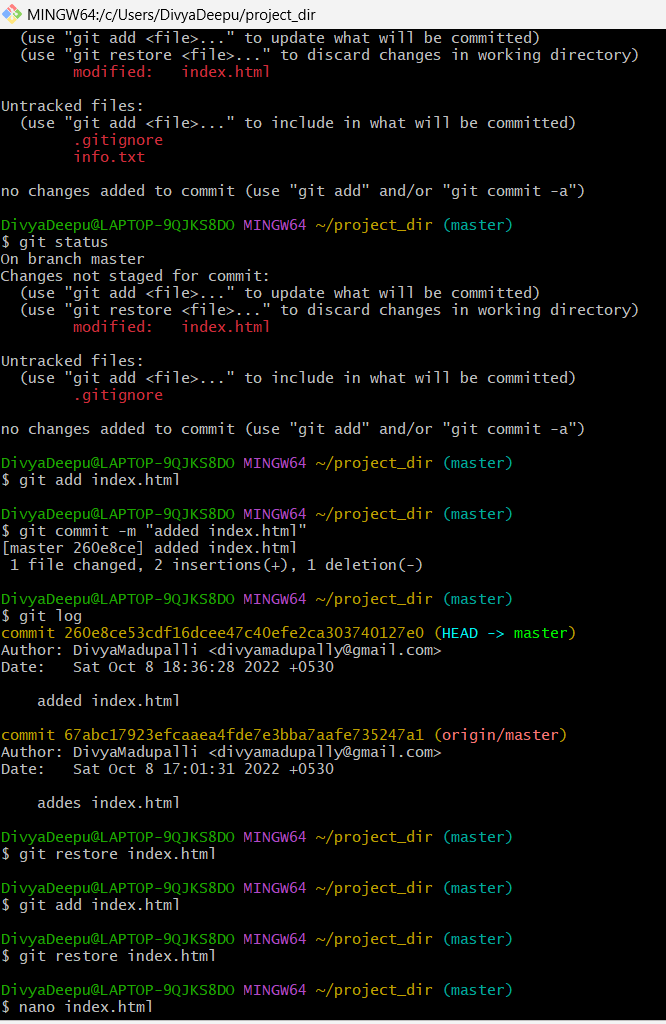 MINGW64:/c/Users/DivyaDeepu/project_dir
  (use "git add <file>..." to update what will be committed)
  (use "git restore <file>..." to discard changes in working directory)
        modified:   index.html

Untracked files:
  (use "git add <file>..." to include in what will be committed)
        .gitignore
        info.txt

no changes added to commit (use "git add" and/or "git commit -a")

DivyaDeepu@LAPTOP-9QJKS8DO MINGW64 ~/project_dir (master)
$ git status
On branch master
Changes not staged for commit:
  (use "git add <file>..." to update what will be committed)
  (use "git restore <file>..." to discard changes in working directory)
        modified:   index.html

Untracked files:
  (use "git add <file>..." to include in what will be committed)
        .gitignore

no changes added to commit (use "git add" and/or "git commit -a")

DivyaDeepu@LAPTOP-9QJKS8DO MINGW64 ~/project_dir (master)
$ git add index.html

DivyaDeepu@LAPTOP-9QJKS8DO MINGW64 ~/project_dir (master)
$ git commit -m "added index.html"
[master 260e8ce] added index.html
 1 file changed, 2 insertions(+), 1 deletion(-)

DivyaDeepu@LAPTOP-9QJKS8DO MINGW64 ~/project_dir (master)
$ git log
commit 260e8ce53cdf16dcee47c40efe2ca303740127e0 (HEAD -> master)
Author: DivyaMadupalli <divyamadupally@gmail.com>
Date:   Sat Oct 8 18:36:28 2022 +0530

    added index.html

commit 67abc17923efcaaea4fde7e3bba7aafe735247a1 (origin/master)
Author: DivyaMadupalli <divyamadupally@gmail.com>
Date:   Sat Oct 8 17:01:31 2022 +0530

    addes index.html

DivyaDeepu@LAPTOP-9QJKS8DO MINGW64 ~/project_dir (master)
$ git restore index.html

DivyaDeepu@LAPTOP-9QJKS8DO MINGW64 ~/project_dir (master)
$ git add index.html

DivyaDeepu@LAPTOP-9QJKS8DO MINGW64 ~/project_dir (master)
$ git restore index.html

DivyaDeepu@LAPTOP-9QJKS8DO MINGW64 ~/project_dir (master)
$ nano index.html